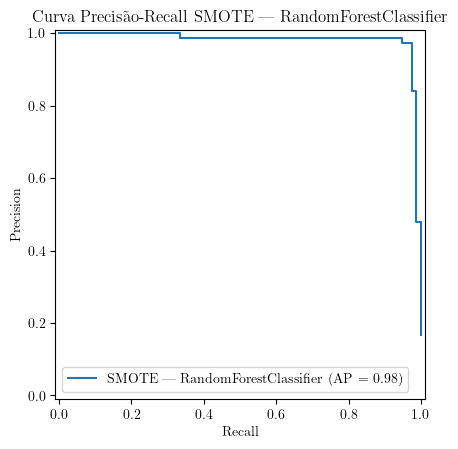 Curva Precisão-Recall SMOTE — RandomForestClassifier
1.0
0.8
0.6
0.4
0.2
0.0
Precision
SMOTE — RandomForestClassifier (AP = 0.98)
0.0 0.2 0.4 0.6 0.8 1.0
Recall